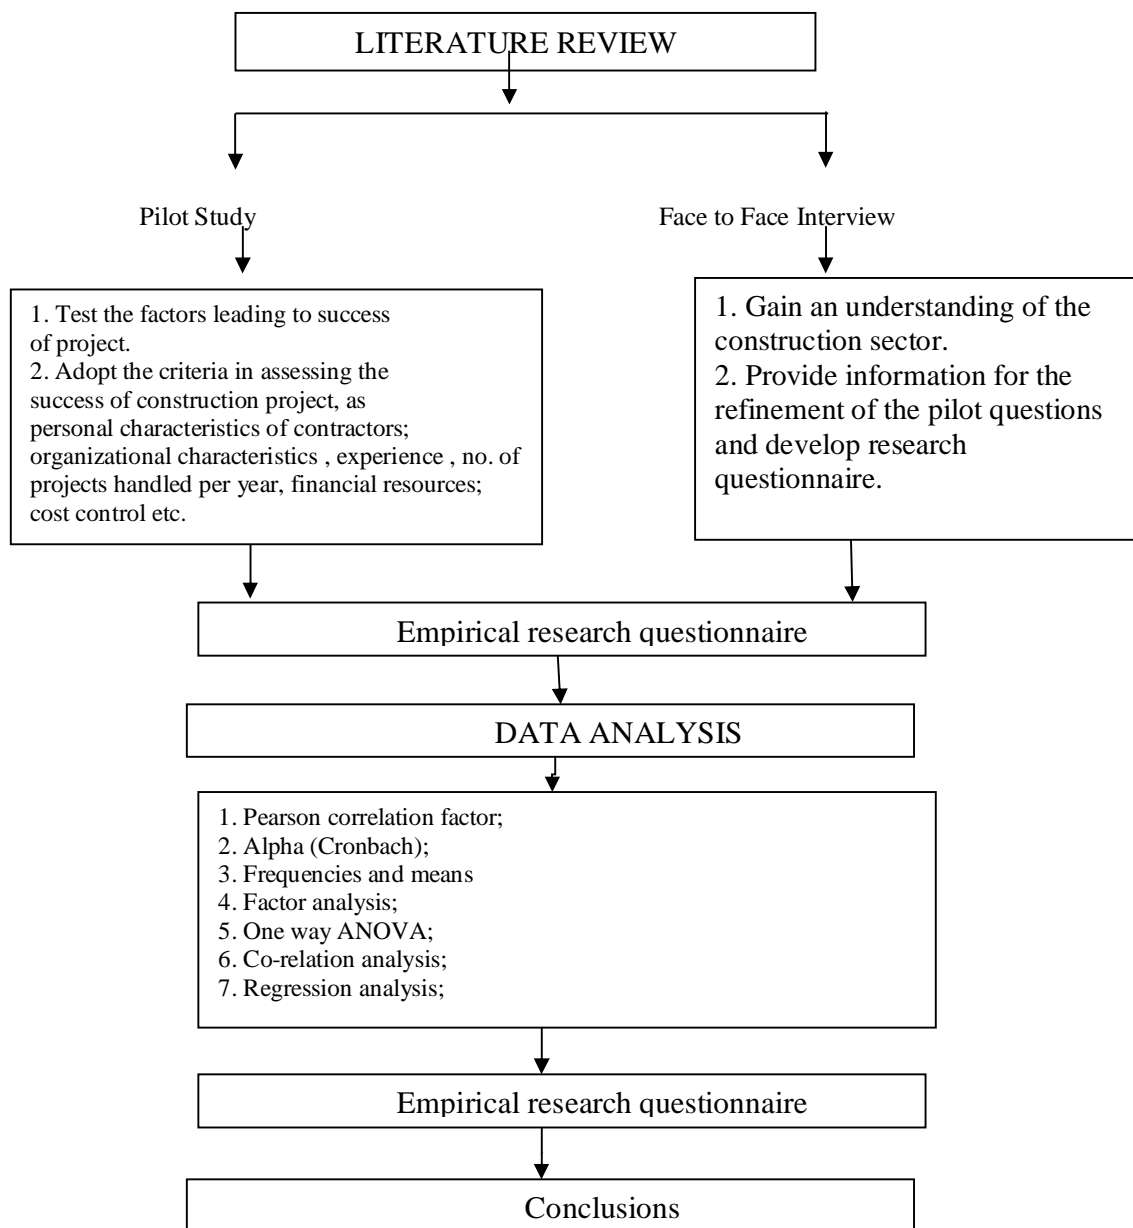 LITERATURE REVIEW
Pilot Study
Face to Face Interview
1. Test the factors leading to success
of project.
2. Adopt the criteria in assessing the
success of construction project, as
personal characteristics of contractors;
organizational characteristics , experience , no. of
projects handled per year, financial resources;
cost control etc.
1. Gain an understanding of the
construction sector.
2. Provide information for the
refinement of the pilot questions
and develop research
questionnaire.
Empirical research questionnaire
DATA ANALYSIS
1. Pearson correlation factor;
2. Alpha (Cronbach);
3. Frequencies and means
4. Factor analysis;
5. One way ANOVA;
6. Co-relation analysis;
7. Regression analysis;
Empirical research questionnaire
Conclusions